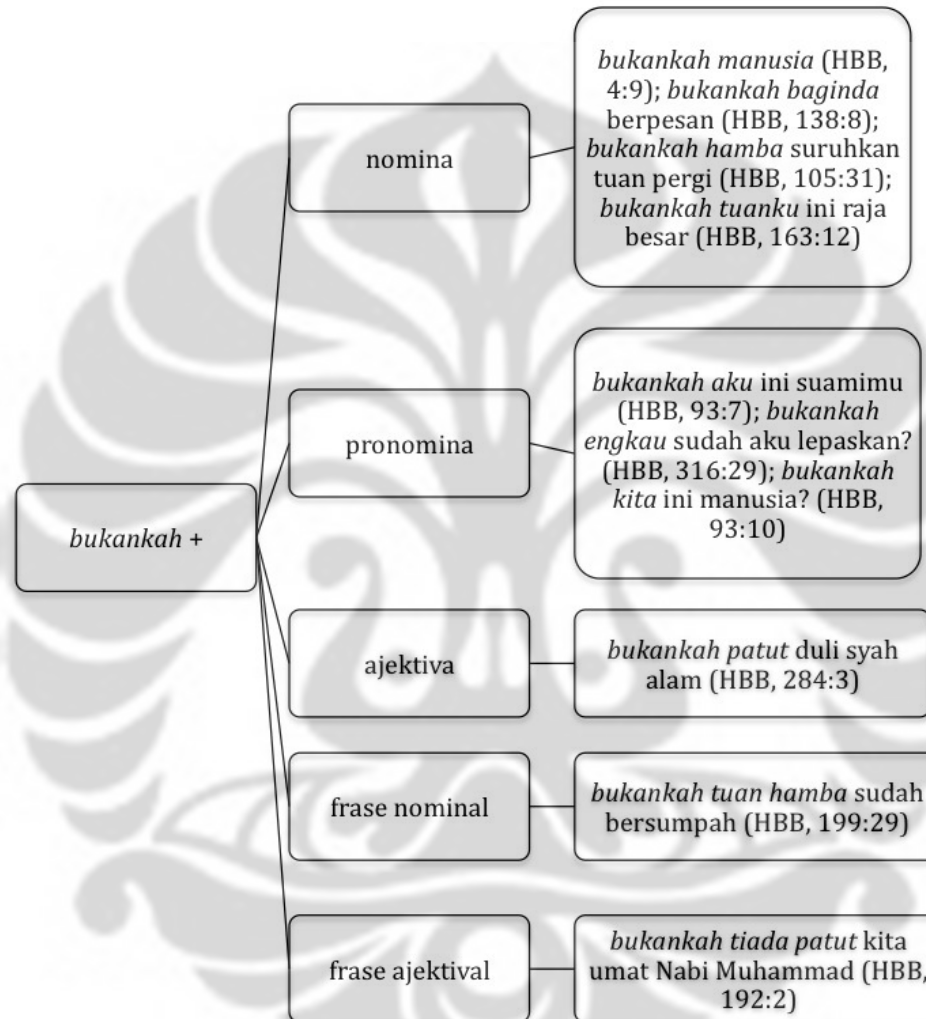 bukankah +
nomina
bukankah manusia (HBB,
4:9); bukankah baginda
berpesan (HBB, 138:8);
bukankah hamba suruhkan
tuan pergi (HBB, 105:31);
bukankah tuanku ini raja
besar (HBB, 163:12)
pronomina
bukankah aku ini suamimu
(HBB, 93:7); bukankah
engkau sudah aku lepaskan?
(HBB, 316:29); bukankah
kita ini manusia? (HBB,
93:10)
ajektiva
bukankah patut duli syah
alam (HBB, 284:3)
frase nominal
bukankah tuan hamba sudah
bersumpah (HBB, 199:29)
frase ajektival
bukankah tiada patut kita
umat Nabi Muhammad (HBB,
192:2)